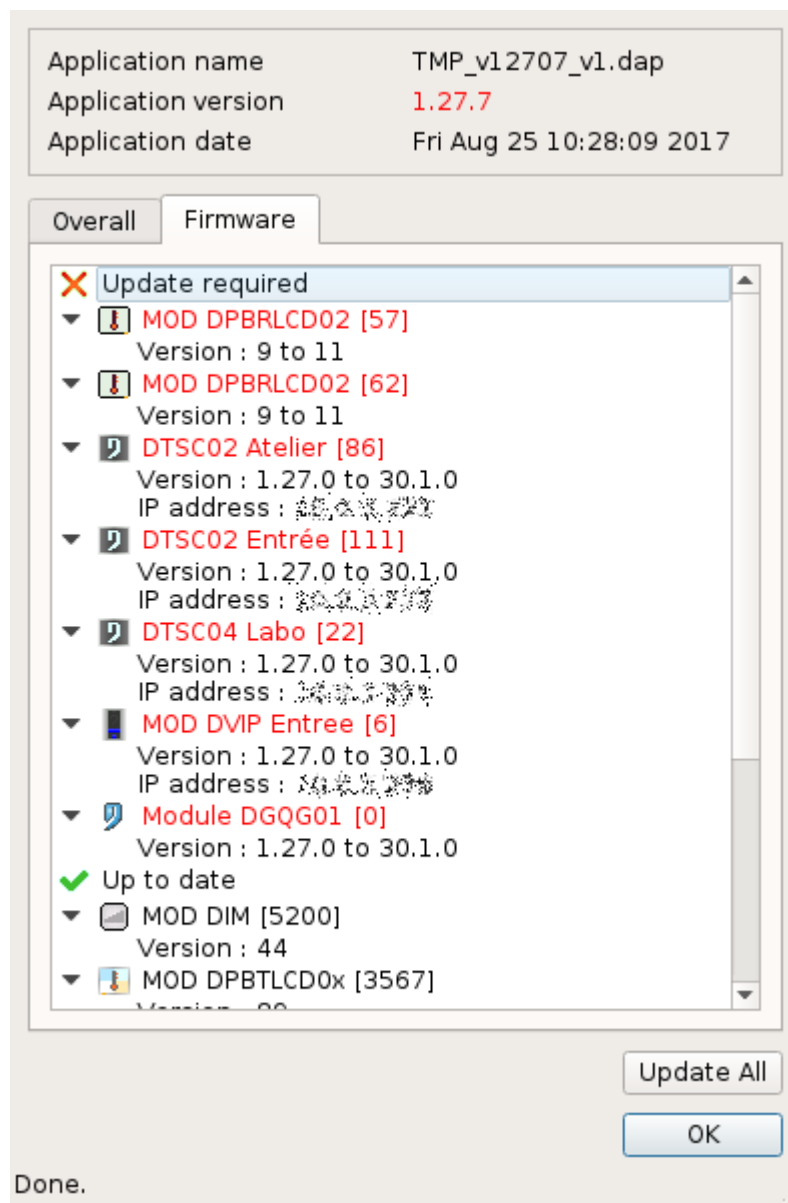 Application name TMP_v12707_v1.dap
Application version 1.27.7
Application date Fri Aug 25 10:28:09 2017
Overall Firmware
Update required
MOD DPBRLCD02 [57]
Version : 9 to 11
MOD DPBRLCD02 [62]
Version : 9 to 11
DTSC02 Atelier [86]
Version : 1.27.0 to 30.1.0
IP address :
DTSC02 Entrée [111]
Version : 1.27.0 to 30.1.0
IP address :
DTSC04 Labo [22]
Version : 1.27.0 to 30.1.0
IP address :
MOD DVIP Entree [6]
Version : 1.27.0 to 30.1.0
IP address :
Module DGQG01 [0]
Version : 1.27.0 to 30.1.0
Up to date
MOD DIM [5200]
Version : 44
MOD DPBTLCD0x [3567]
Update All
OK
Done.